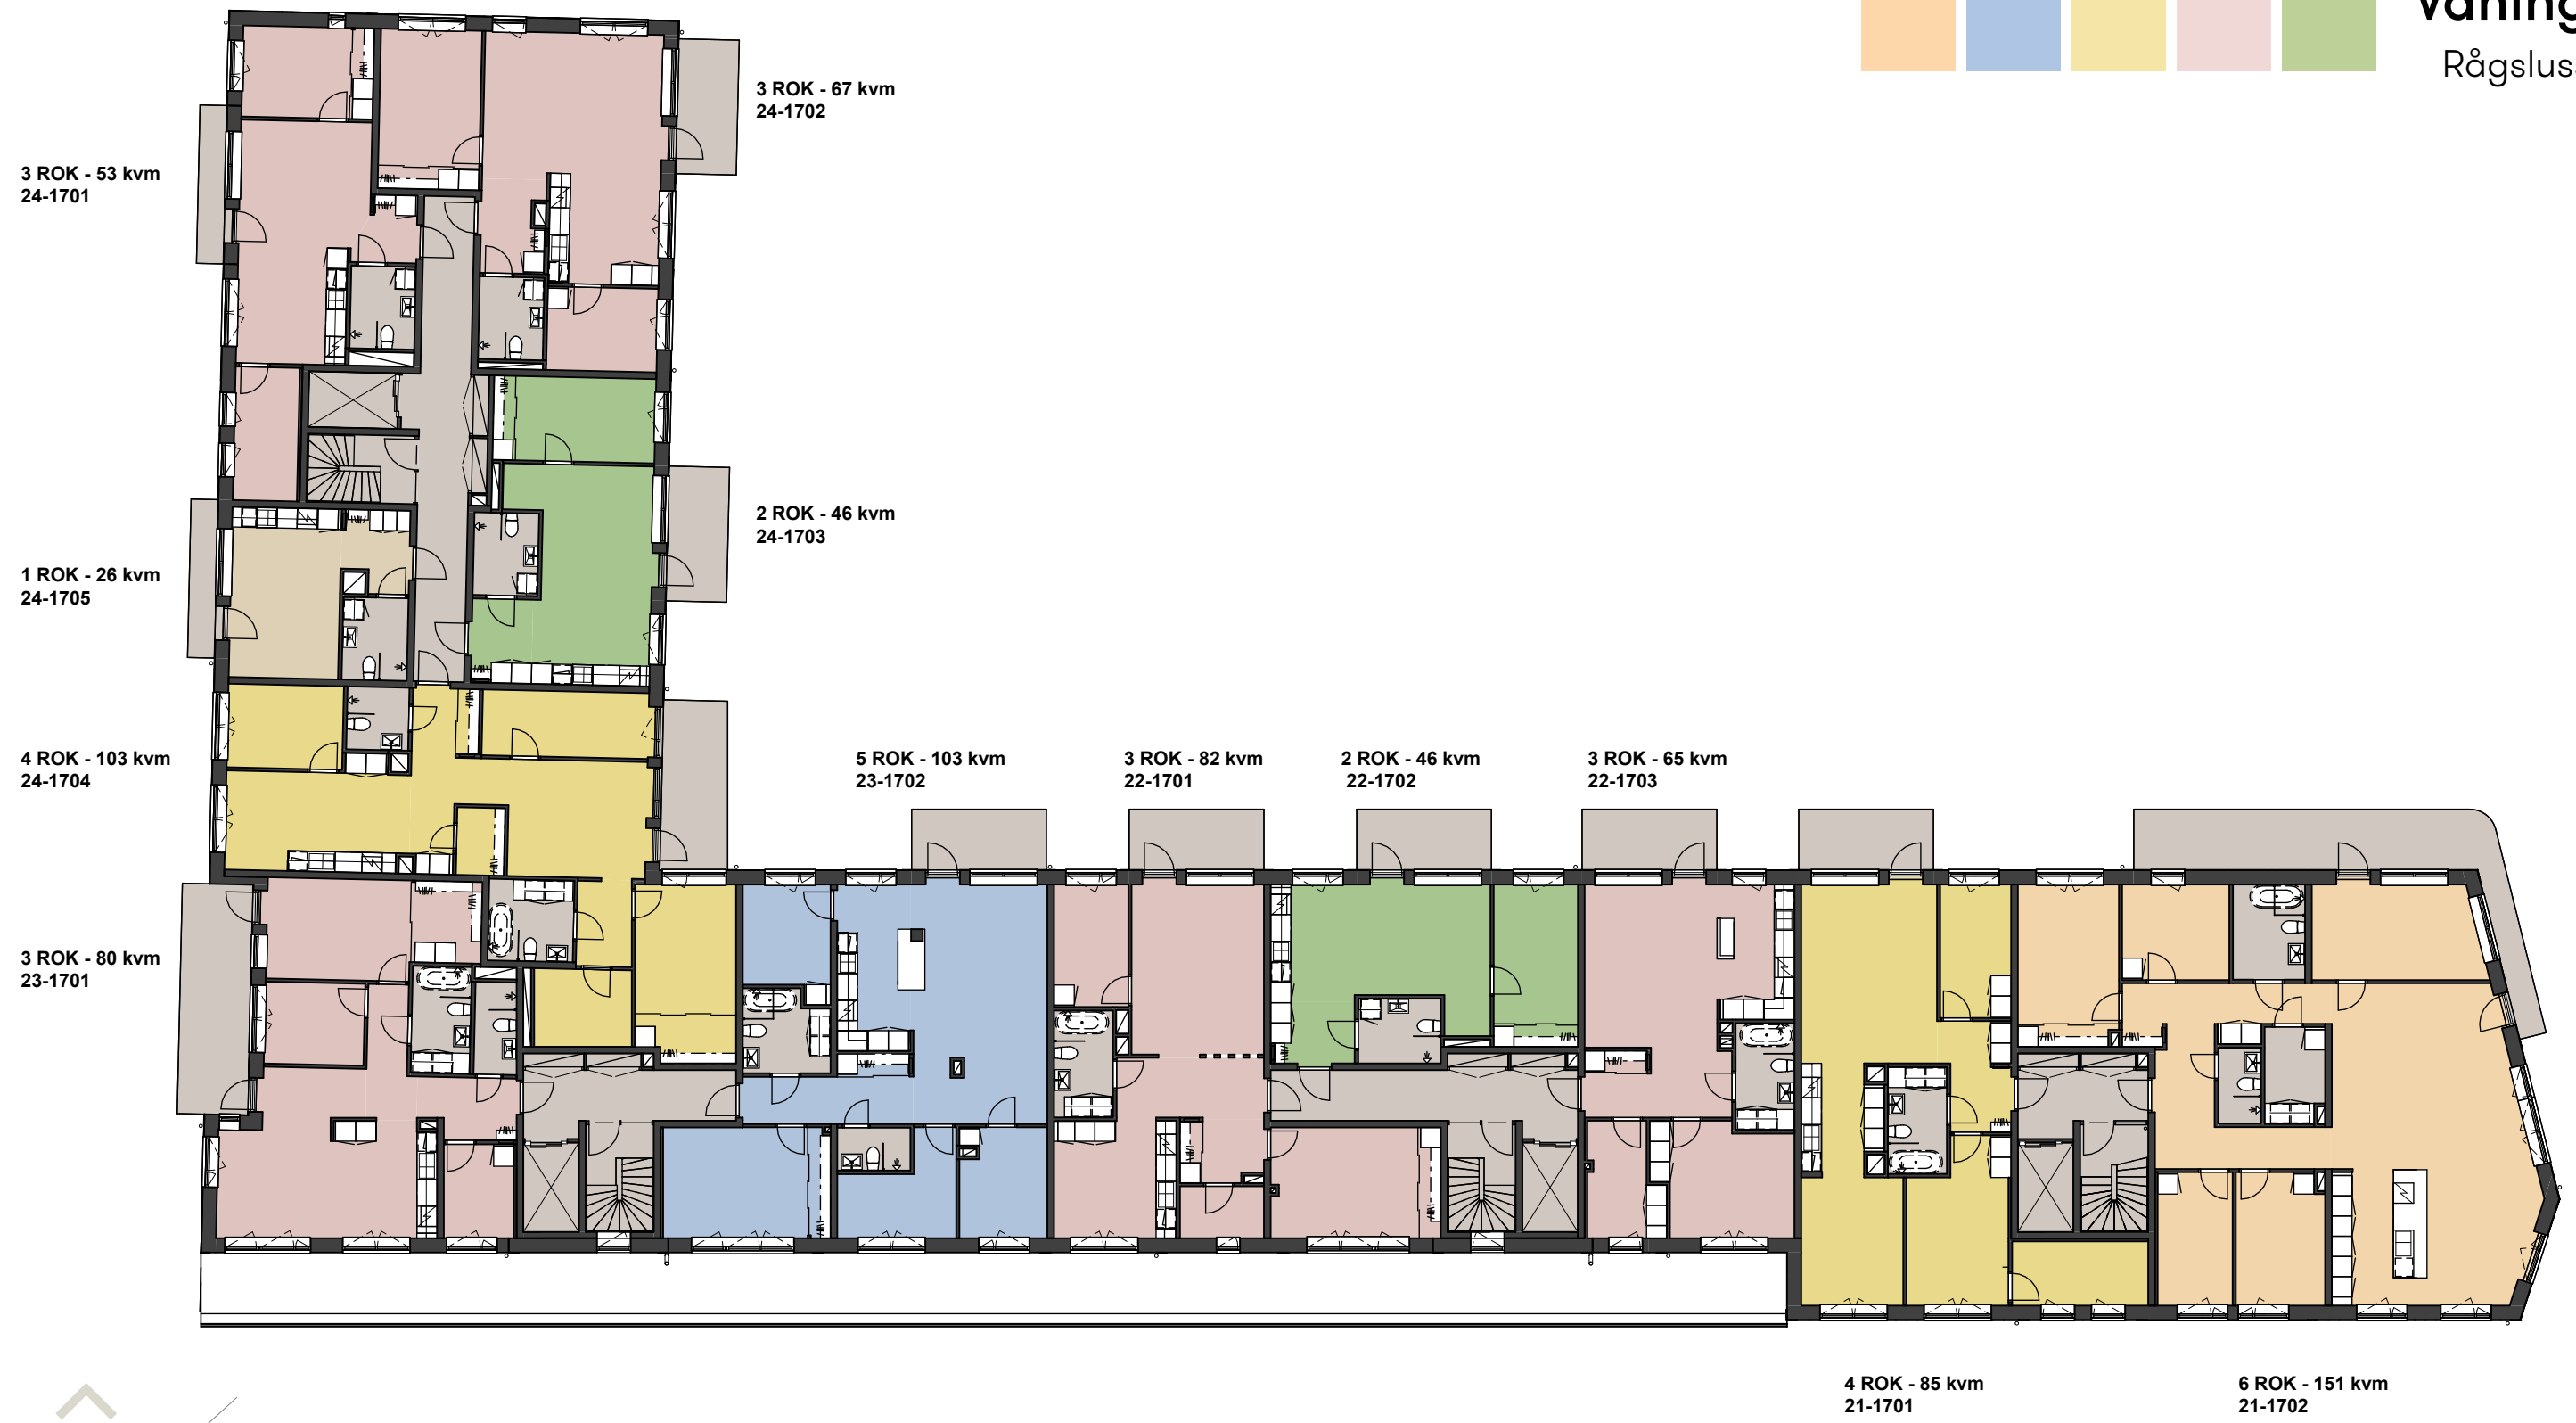 Rågslus
3 ROK - 67 kvm
24-1702
3 ROK - 53 kvm
24-1701
2 ROK - 46 kvm
24-1703
1 ROK - 26 kvm
24-1705
4 ROK - 103 kvm
24-1704
5 ROK - 103 kvm
23-1702
3 ROK - 82 kvm
22-1701
2 ROK - 46 kvm
22-1702
3 ROK - 65 kvm
22-1703
3 ROK - 80 kvm
23-1701
4 ROK - 85 kvm
21-1701
6 ROK - 151 kvm
21-1702